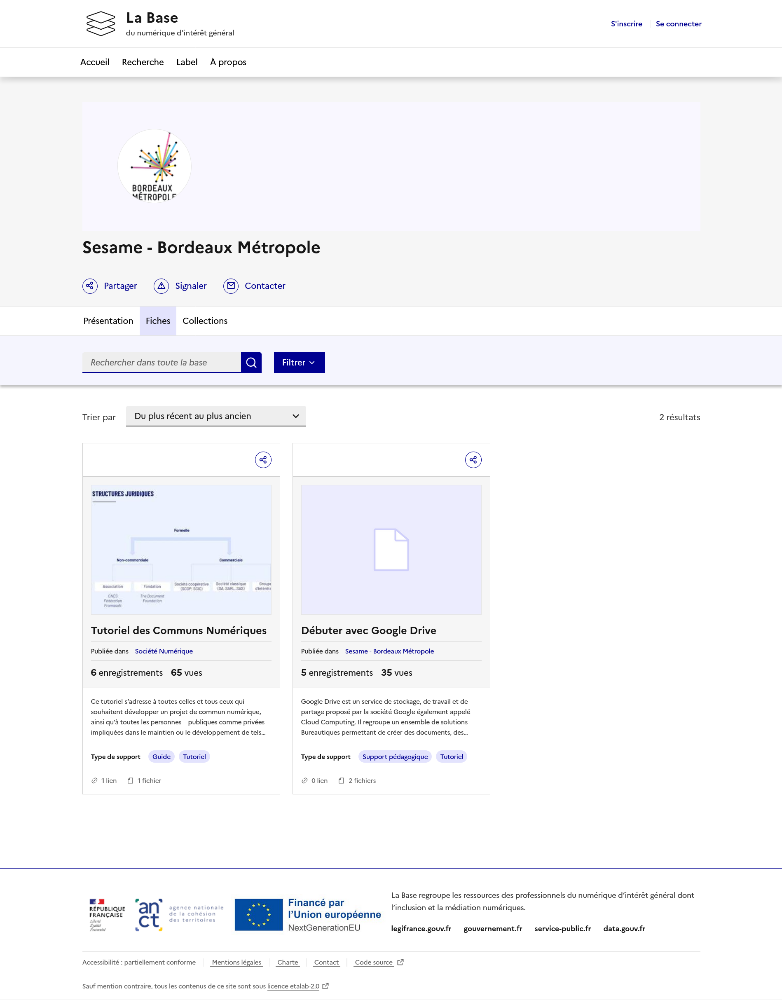 La Base
du numérique d'intérêt général
S'inscrire
Se connecter
Accueil
Recherche
Label
À propos
BORDEAUX
MÉTROPOLE
Sesame - Bordeaux Métropole
Partager
Signaler
Contacter
Présentation
Fiches
Collections
Rechercher dans toute la base
Filtrer
Trier par
Du plus récent au plus ancien
2 résultats
STRUCTURES JURIDIQUES
Formelle
Non-commerciale
Commerciale
Association
Fondation
Société coopérative
(SCOP, SCIC)
Société classique
(SA, SARL, SAS)
Groupe
d'Intérêts
CNES
Fédération
Framasoft
The Document
Foundation
Tutoriel des Communs Numériques
Publiée dans Société Numérique
6 enregistrements 65 vues
Ce tutoriel s’adresse à toutes celles et tous ceux qui
souhaitent développer un projet de commun numérique,
ainsi qu’à toutes les personnes – publiques comme privées –
impliquées dans le maintien ou le développement de tels…
Type de support Guide Tutoriel
1 lien 1 fichier
Débuter avec Google Drive
Publiée dans Sesame - Bordeaux Métropole
5 enregistrements 35 vues
Google Drive est un service de stockage, de travail et de
partage proposé par la société Google également appelé
Cloud Computing. Il regroupe un ensemble de solutions
Bureautiques permettant de créer des documents, des…
Type de support Support pédagogique Tutoriel
0 lien 2 fichiers
RÉPUBLIQUE
FRANÇAISE
Liberté
Égalité
Fraternité
an
ct
agence nationale
de la cohésion
des territoires
Financé par
l’Union européenne
NextGenerationEU
La Base regroupe les ressources des professionnels du numérique d’intérêt général dont
l’inclusion et la médiation numériques.
legifrance.gouv.fr gouvernement.fr service-public.fr data.gouv.fr
Accessibilité : partiellement conforme Mentions légales Charte Contact Code source
Sauf mention contraire, tous les contenus de ce site sont sous licence etalab-2.0